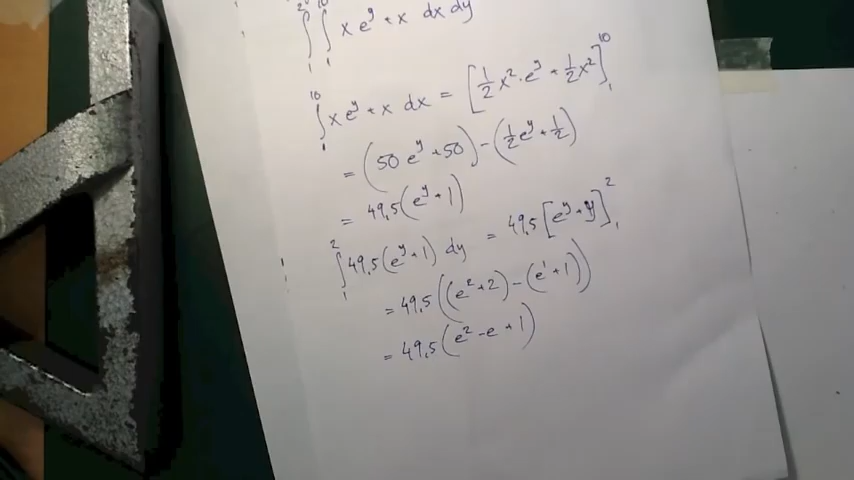 ∫₁² ∫₁¹⁰ x e^y + x dx dy
∫₁¹⁰ x e^y + x dx = [½x²·e^y + ½x²]₁¹⁰
= (50 e^y + 50) - (½e^y + ½)
= 49,5(e^y + 1)
∫₁² 49,5(e^y + 1) dy = 49,5[e^y + y]₁²
= 49,5((e² + 2) - (e¹ + 1))
= 49,5(e² - e + 1)